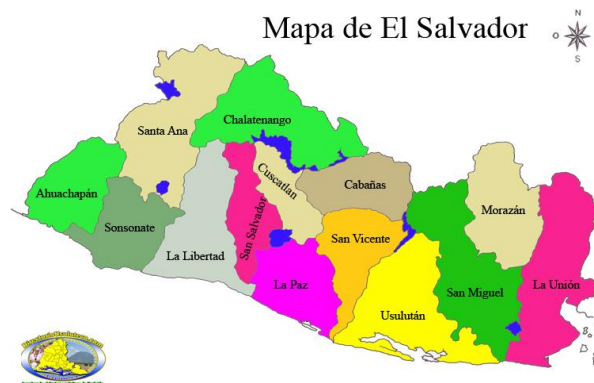 Mapa de El Salvador
N
O
S
Chalatenango
Santa Ana
Cuscatlan
Cabañas
Ahuachapán
Morazán
San Salvador
Sonsonate
San Vicente
La Libertad
La Paz
San Miguel
La Unión
Usulután